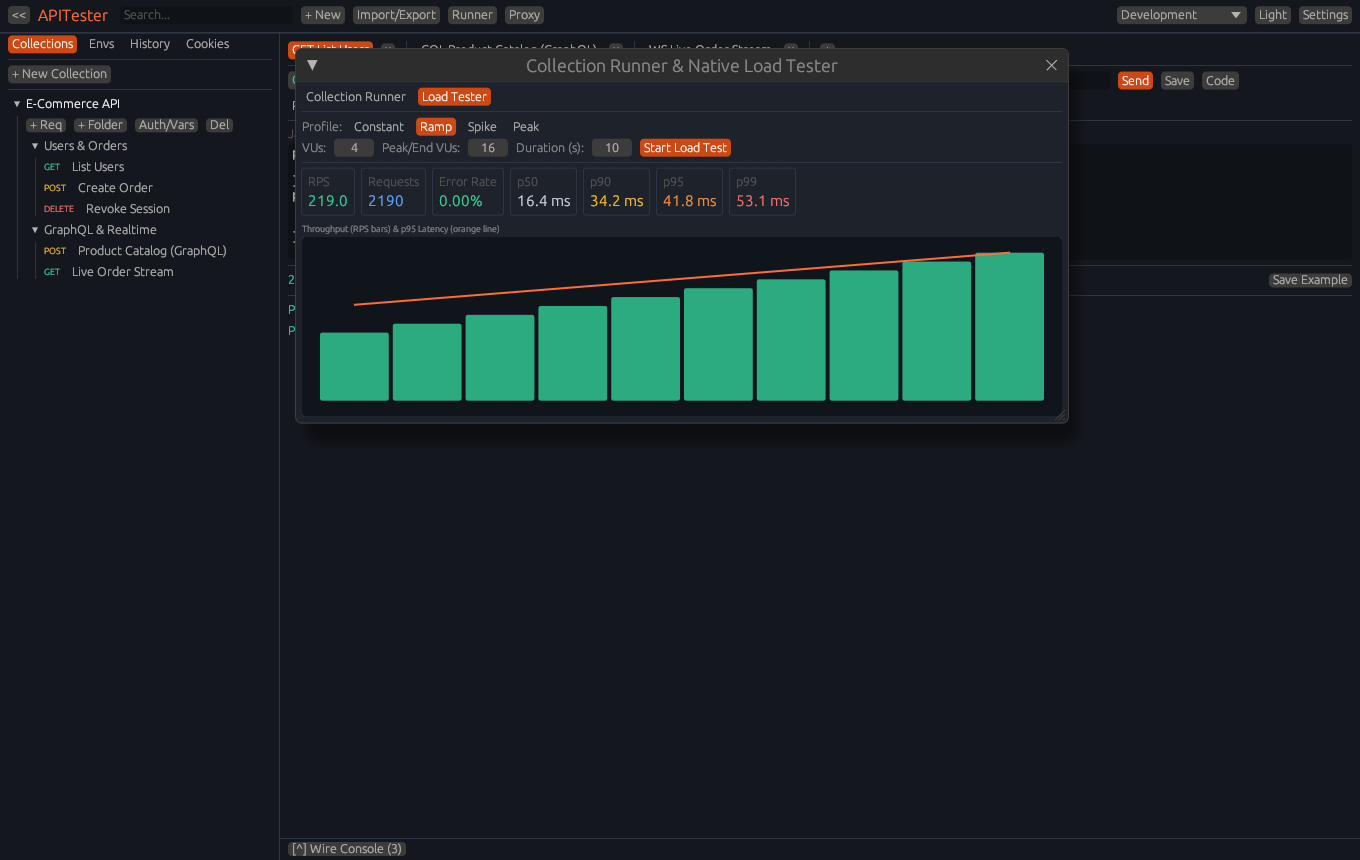 << APITester Search... + New Import/Export Runner Proxy Development Light Settings
Collections Envs History Cookies
+ New Collection
E-Commerce API
+ Req + Folder Auth/Vars Del
Users & Orders
GET List Users
POST Create Order
DELETE Revoke Session
GraphQL & Realtime
POST Product Catalog (GraphQL)
GET Live Order Stream
Collection Runner & Native Load Tester
Send Save Code
Collection Runner Load Tester
Profile: Constant Ramp Spike Peak
VUs: 4 Peak/End VUs: 16 Duration (s): 10 Start Load Test
RPS Requests Error Rate p50 p90 p95 p99
219.0 2190 0.00% 16.4 ms 34.2 ms 41.8 ms 53.1 ms
Throughput (RPS bars) & p95 Latency (orange line)
Save Example
[^] Wire Console (3)